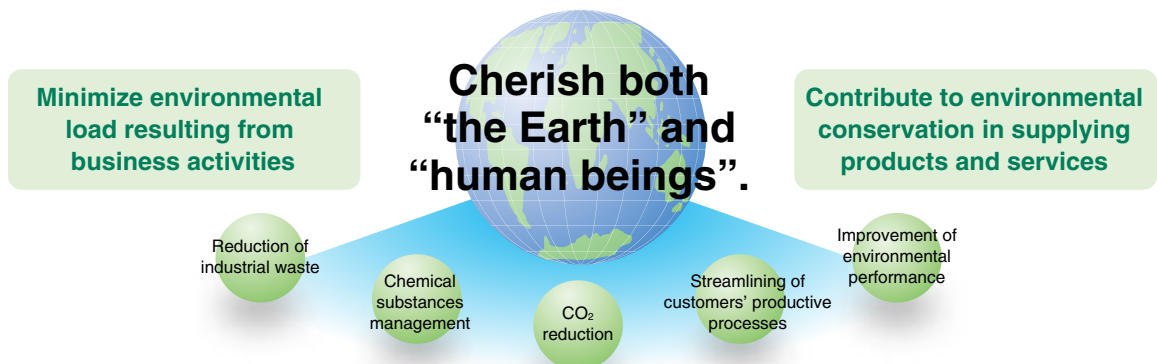 Cherish both
“the Earth” and
“human beings”.
Minimize environmental
load resulting from
business activities
Contribute to environmental
conservation in supplying
products and services
Reduction of
industrial waste
Chemical
substances
management
CO₂
reduction
Streamlining of
customers’ productive
processes
Improvement of
environmental
performance